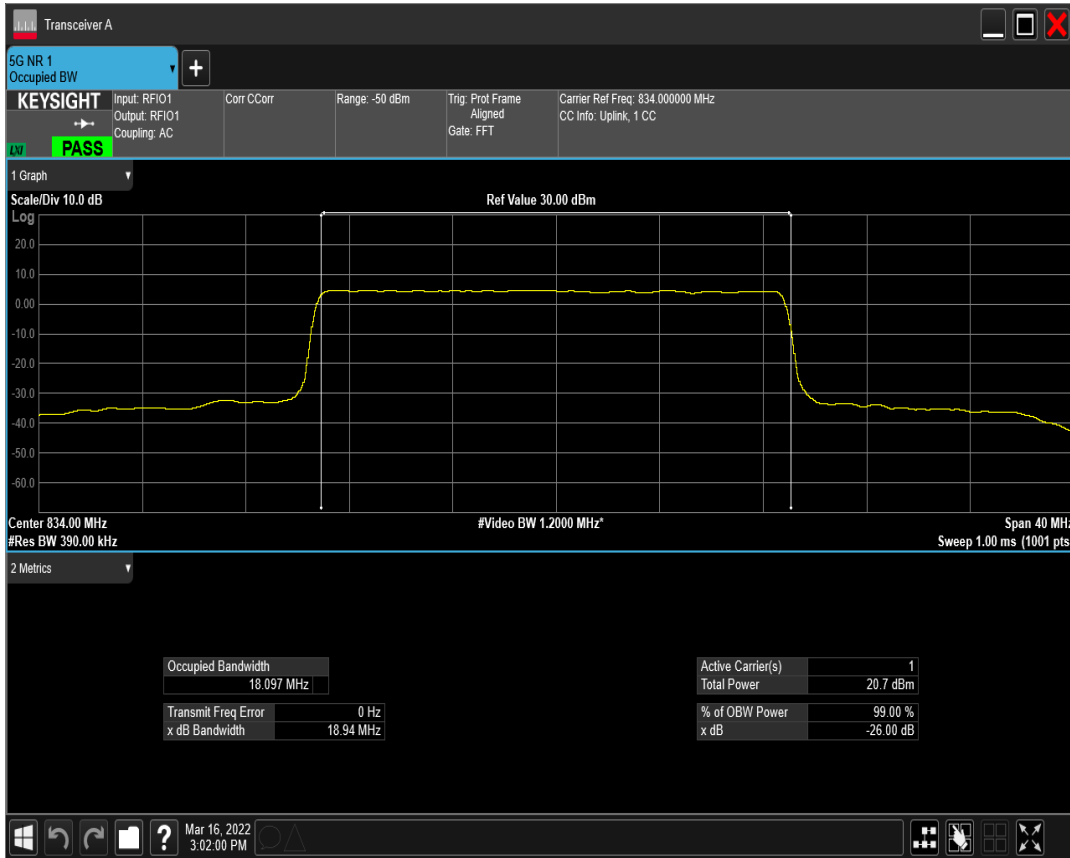 Transceiver A
5G NR 1
Occupied BW
+
KEYSIGHT
LXI
PASS
Input: RFIO1
Output: RFIO1
Coupling: AC
Corr CCorr
Range: -50 dBm
Trig: Prot Frame
Aligned
Gate: FFT
Carrier Ref Freq: 834.000000 MHz
CC Info: Uplink, 1 CC
1 Graph
Scale/Div 10.0 dB
Ref Value 30.00 dBm
Log
20.0
10.0
0.00
-10.0
-20.0
-30.0
-40.0
-50.0
-60.0
Center 834.00 MHz
#Video BW 1.2000 MHz*
Span 40 MHz
#Res BW 390.00 kHz
Sweep 1.00 ms (1001 pts
2 Metrics
Occupied Bandwidth
18.097 MHz
Transmit Freq Error 0 Hz
x dB Bandwidth 18.94 MHz
Active Carrier(s) 1
Total Power 20.7 dBm
% of OBW Power 99.00 %
x dB -26.00 dB
?
Mar 16, 2022
3:02:00 PM